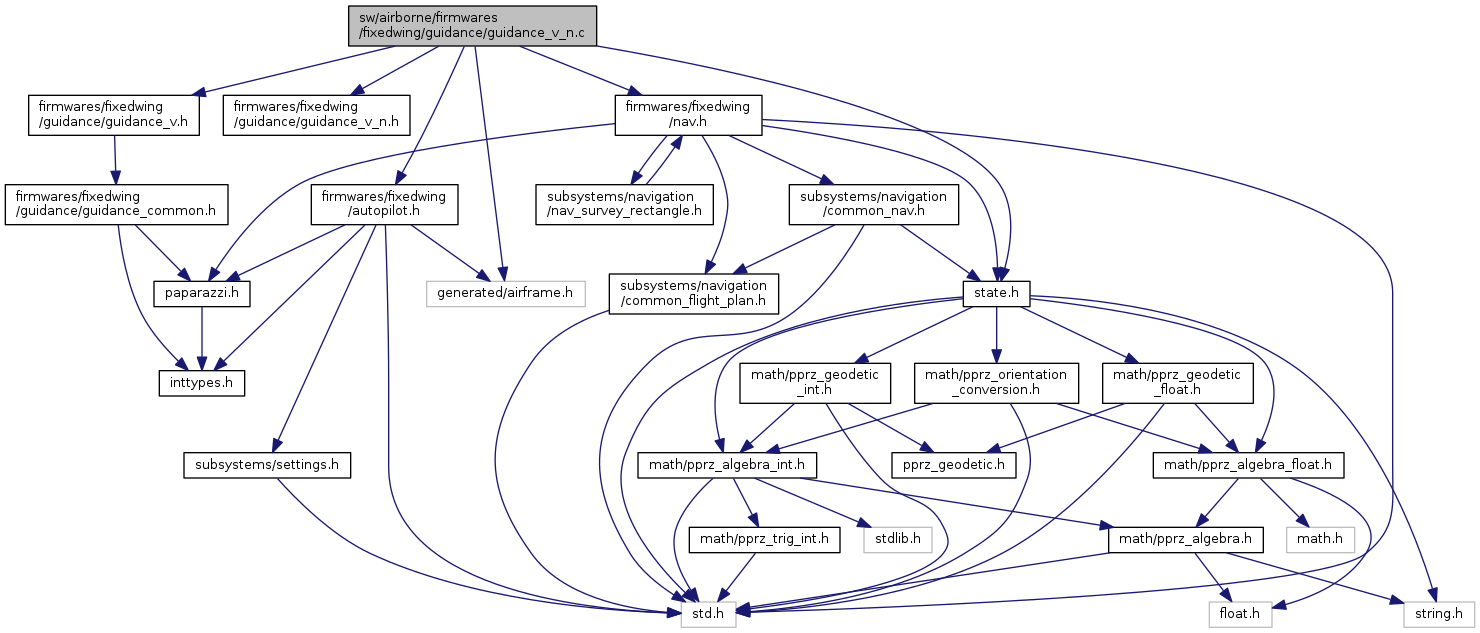 sw/airborne/firmwares
/fixedwing/guidance/guidance_v_n.c
firmwares/fixedwing
/guidance/guidance_v.h
firmwares/fixedwing
/guidance/guidance_v_n.h
firmwares/fixedwing
/nav.h
firmwares/fixedwing
/guidance/guidance_common.h
firmwares/fixedwing
/autopilot.h
subsystems/navigation
/nav_survey_rectangle.h
subsystems/navigation
/common_nav.h
paparazzi.h
generated/airframe.h
subsystems/navigation
/common_flight_plan.h
state.h
inttypes.h
math/pprz_geodetic
_int.h
math/pprz_orientation
_conversion.h
math/pprz_geodetic
_float.h
subsystems/settings.h
math/pprz_algebra_int.h
pprz_geodetic.h
math/pprz_algebra_float.h
math/pprz_trig_int.h
stdlib.h
math/pprz_algebra.h
math.h
std.h
float.h
string.h